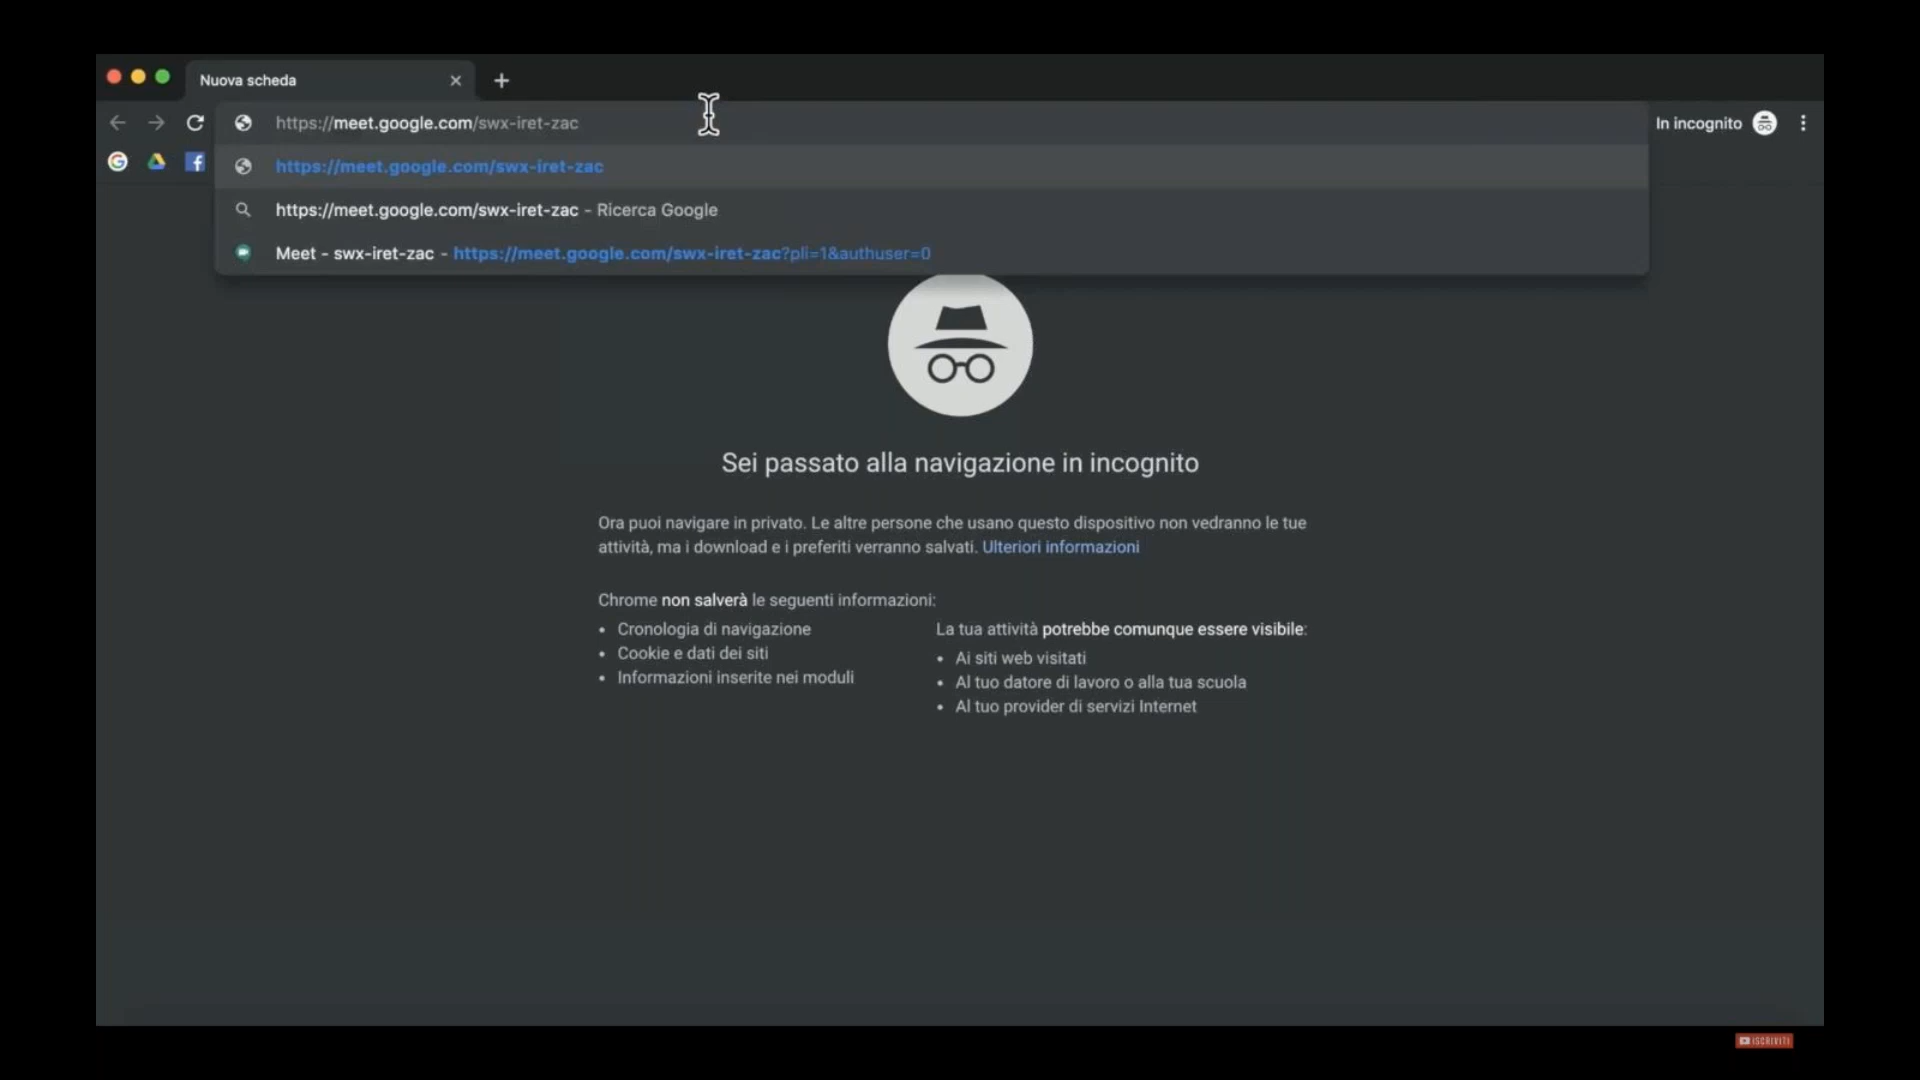 Nuova scheda
https://meet.google.com/swx-iret-zac
In incognito
https://meet.google.com/swx-iret-zac
https://meet.google.com/swx-iret-zac - Ricerca Google
Meet - swx-iret-zac - https://meet.google.com/swx-iret-zac?pli=1&authuser=0
Sei passato alla navigazione in incognito
Ora puoi navigare in privato. Le altre persone che usano questo dispositivo non vedranno le tue
attività, ma i download e i preferiti verranno salvati. Ulteriori informazioni
Chrome non salverà le seguenti informazioni:
• Cronologia di navigazione
• Cookie e dati dei siti
• Informazioni inserite nei moduli
La tua attività potrebbe comunque essere visibile:
• Ai siti web visitati
• Al tuo datore di lavoro o alla tua scuola
• Al tuo provider di servizi Internet
ISCRIVITI